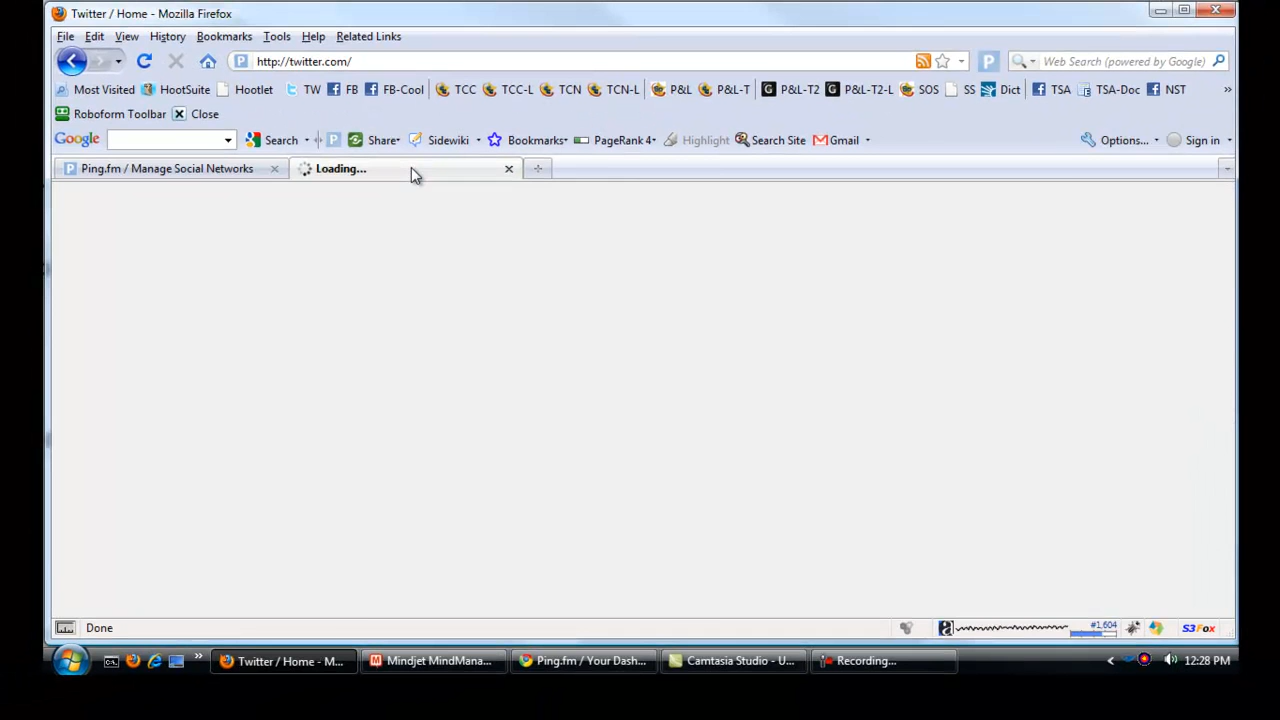 Twitter / Home - Mozilla Firefox
File Edit View History Bookmarks Tools Help Related Links
P http://twitter.com/ P Web Search (powered by Google)
Most Visited HootSuite Hootlet TW FB FB-Cool TCC TCC-L TCN TCN-L P&L P&L-T P&L-T2 P&L-T2-L SOS SS Dict TSA TSA-Doc NST »
Roboform Toolbar Close
Google Search P Share Sidewiki Bookmarks PageRank 4 Highlight Search Site Gmail Options... Sign in
P Ping.fm / Manage Social Networks Loading...
Done #1,604 S3Fox
» Twitter / Home - M... Mindjet MindMana... Ping.fm / Your Dash... Camtasia Studio - U... Recording... 12:28 PM